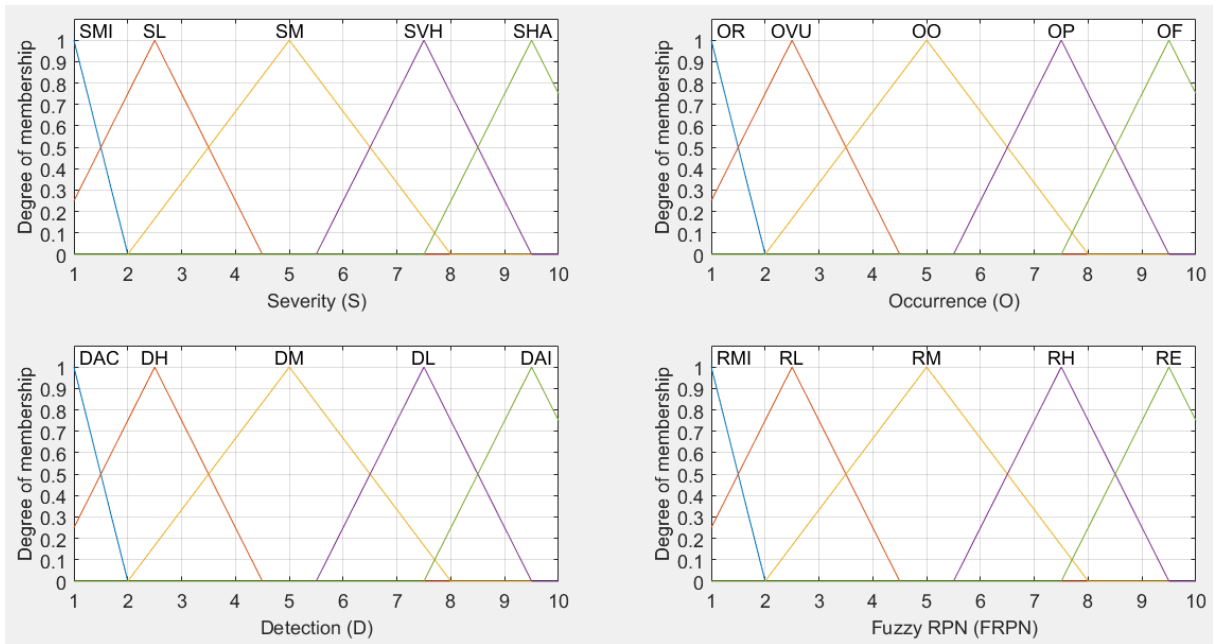 SMI SL SM SVH SHA
1
0.9
0.8
0.7
0.6
0.5
0.4
0.3
0.2
0.1
0
Degree of membership
1 2 3 4 5 6 7 8 9 10
Severity (S)
OR OVU OO OP OF
1
0.9
0.8
0.7
0.6
0.5
0.4
0.3
0.2
0.1
0
Degree of membership
1 2 3 4 5 6 7 8 9 10
Occurrence (O)
DAC DH DM DL DAI
1
0.9
0.8
0.7
0.6
0.5
0.4
0.3
0.2
0.1
0
Degree of membership
1 2 3 4 5 6 7 8 9 10
Detection (D)
RMI RL RM RH RE
1
0.9
0.8
0.7
0.6
0.5
0.4
0.3
0.2
0.1
0
Degree of membership
1 2 3 4 5 6 7 8 9 10
Fuzzy RPN (FRPN)